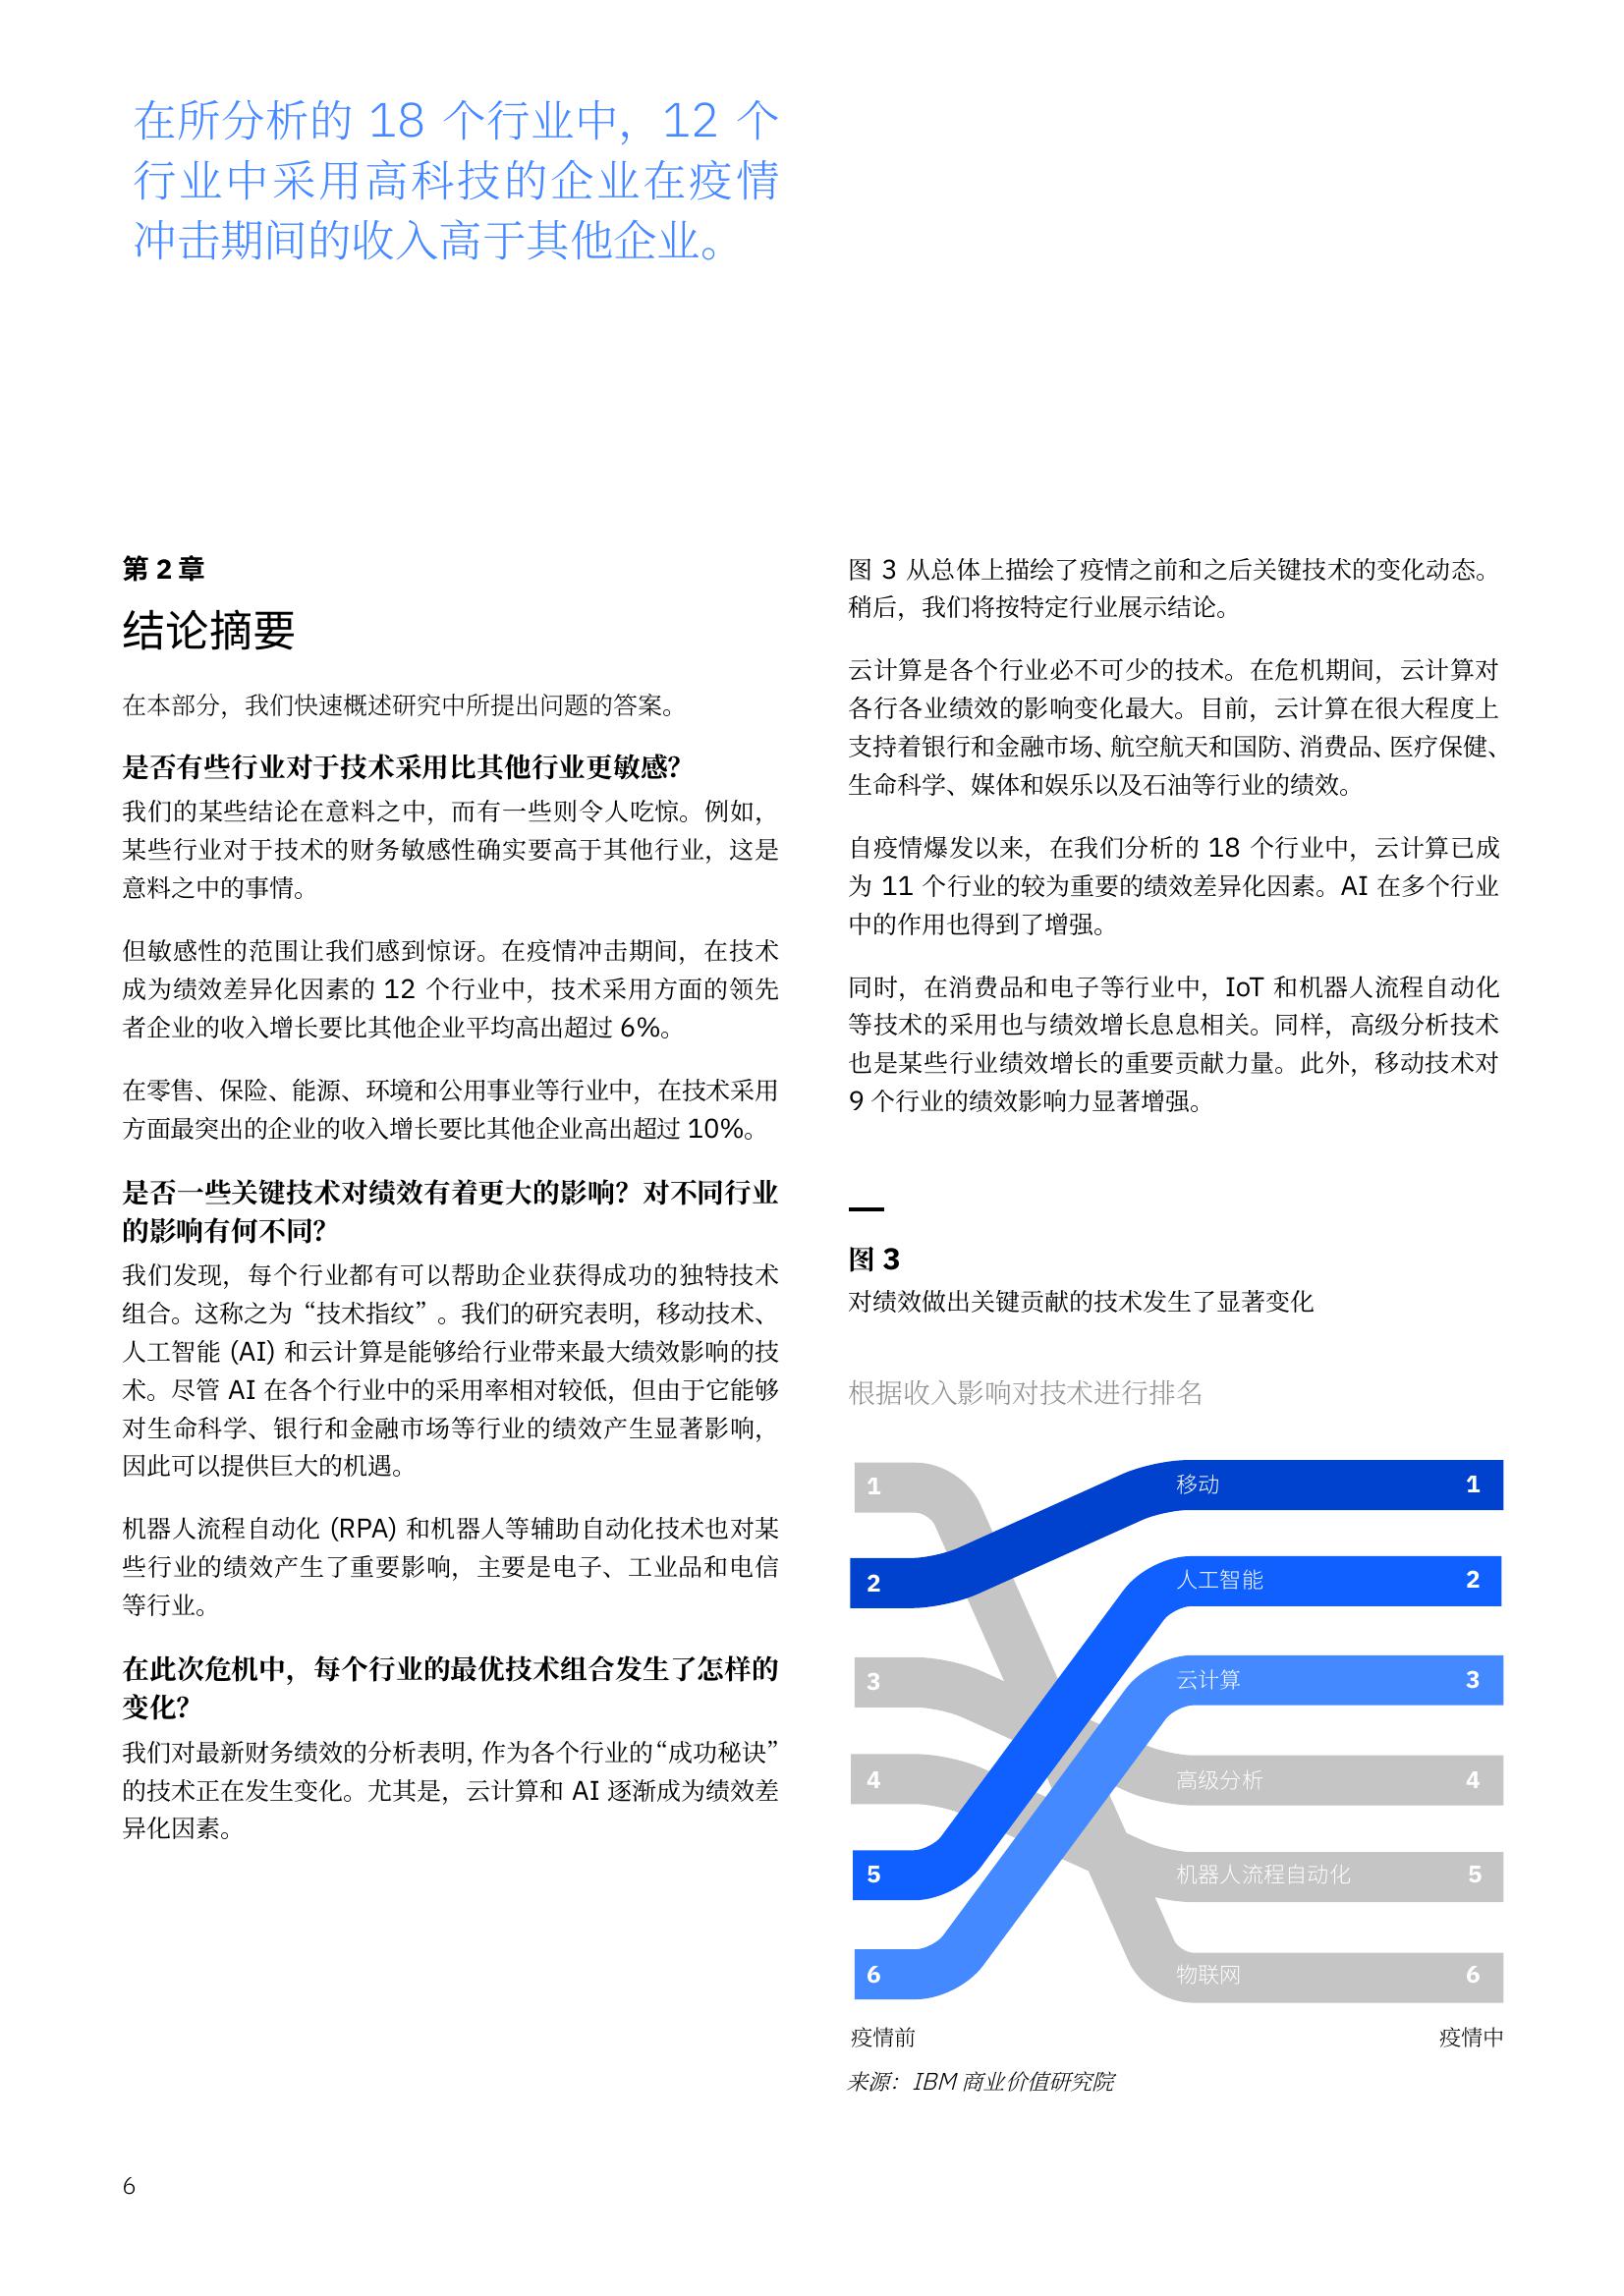 在所分析的 18 个行业中，12 个
行业中采用高科技的企业在疫情
冲击期间的收入高于其他企业。
第 2 章
结论摘要
在本部分，我们快速概述研究中所提出问题的答案。
是否有些行业对于技术采用比其他行业更敏感？
我们的某些结论在意料之中，而有一些则令人吃惊。例如，
某些行业对于技术的财务敏感性确实要高于其他行业，这是
意料之中的事情。
但敏感性的范围让我们感到惊讶。在疫情冲击期间，在技术
成为绩效差异化因素的 12 个行业中，技术采用方面的领先
者企业的收入增长要比其他企业平均高出超过 6%。
在零售、保险、能源、环境和公用事业等行业中，在技术采用
方面最突出的企业的收入增长要比其他企业高出超过 10%。
是否一些关键技术对绩效有着更大的影响？对不同行业
的影响有何不同？
我们发现，每个行业都有可以帮助企业获得成功的独特技术
组合。这称之为“技术指纹”。我们的研究表明，移动技术、
人工智能 (AI) 和云计算是能够给行业带来最大绩效影响的技
术。尽管 AI 在各个行业中的采用率相对较低，但由于它能够
对生命科学、银行和金融市场等行业的绩效产生显著影响，
因此可以提供巨大的机遇。
机器人流程自动化 (RPA) 和机器人等辅助自动化技术也对某
些行业的绩效产生了重要影响，主要是电子、工业品和电信
等行业。
在此次危机中，每个行业的最优技术组合发生了怎样的
变化？
我们对最新财务绩效的分析表明，作为各个行业的“成功秘诀”
的技术正在发生变化。尤其是，云计算和 AI 逐渐成为绩效差
异化因素。
图 3 从总体上描绘了疫情之前和之后关键技术的变化动态。
稍后，我们将按特定行业展示结论。
云计算是各个行业必不可少的技术。在危机期间，云计算对
各行各业绩效的影响变化最大。目前，云计算在很大程度上
支持着银行和金融市场、航空航天和国防、消费品、医疗保健、
生命科学、媒体和娱乐以及石油等行业的绩效。
自疫情爆发以来，在我们分析的 18 个行业中，云计算已成
为 11 个行业的较为重要的绩效差异化因素。AI 在多个行业
中的作用也得到了增强。
同时，在消费品和电子等行业中，IoT 和机器人流程自动化
等技术的采用也与绩效增长息息相关。同样，高级分析技术
也是某些行业绩效增长的重要贡献力量。此外，移动技术对
9 个行业的绩效影响力显著增强。
图 3
对绩效做出关键贡献的技术发生了显著变化
根据收入影响对技术进行排名
1 移动 1
2 人工智能 2
3 云计算 3
4 高级分析 4
5 机器人流程自动化 5
6 物联网 6
疫情前 疫情中
来源：IBM 商业价值研究院
6